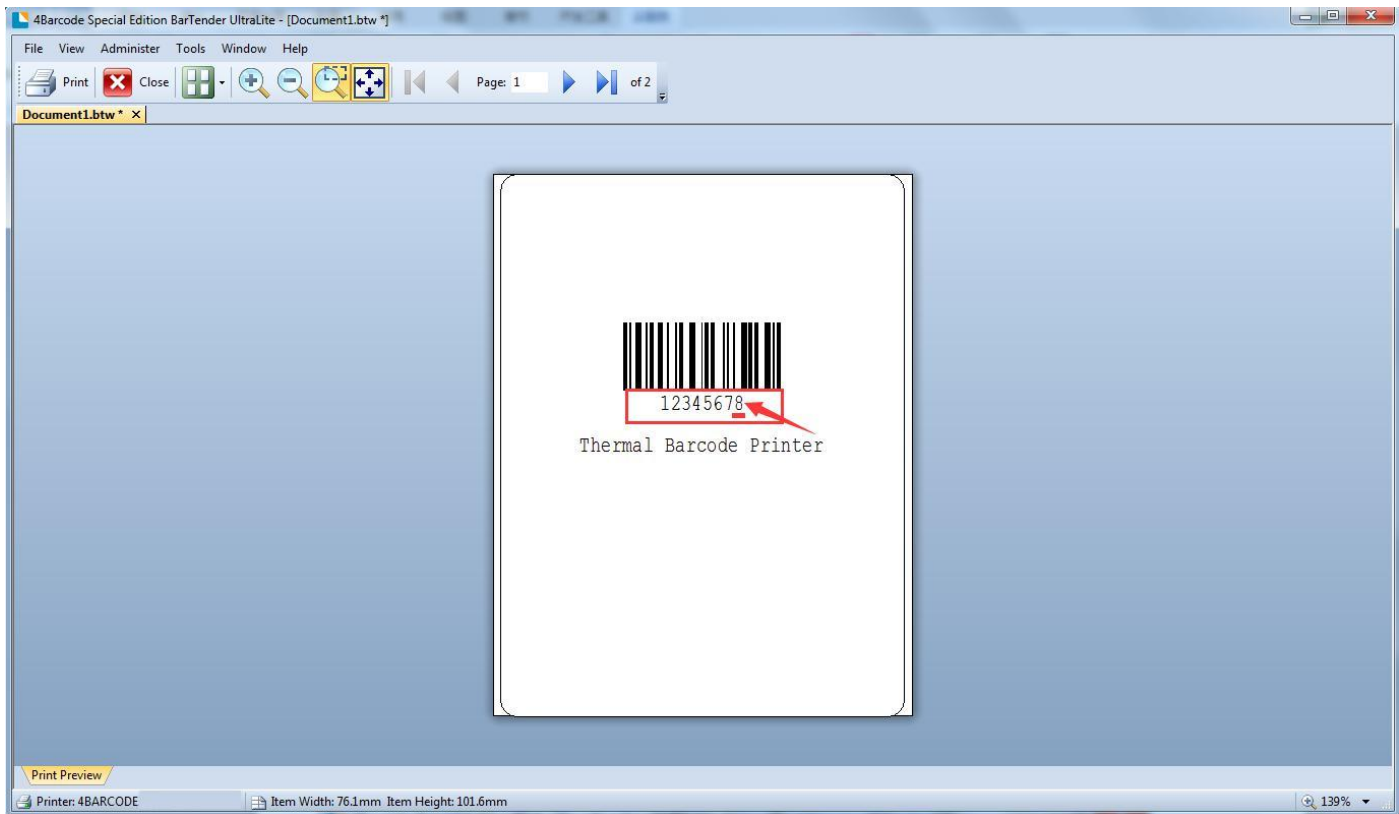 4Barcode Special Edition BarTender UltraLite - [Document1.btw *]
File View Administer Tools Window Help
Print Close Page: 1 of 2
Document1.btw * ×
12345678
Thermal Barcode Printer
Print Preview
Printer: 4BARCODE Item Width: 76.1mm Item Height: 101.6mm 139%